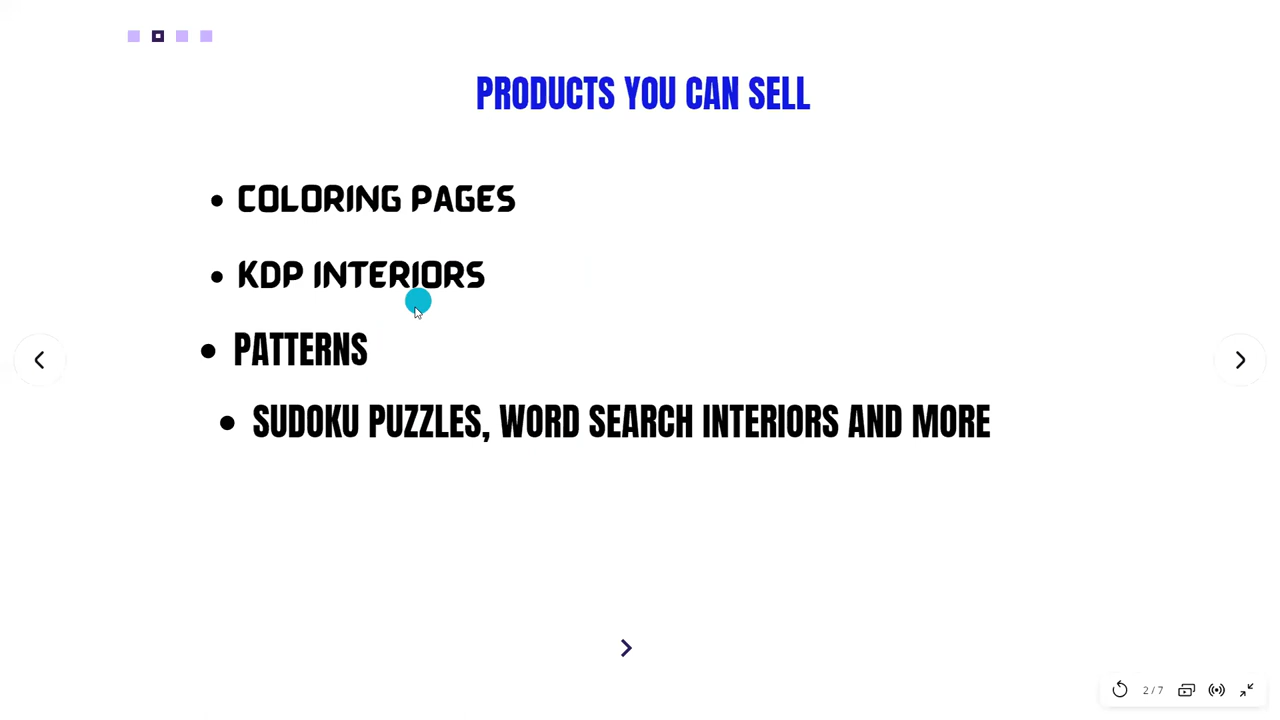 PRODUCTS YOU CAN SELL
• COLORING PAGES
• KDP INTERIORS
• PATTERNS
• SUDOKU PUZZLES, WORD SEARCH INTERIORS AND MORE
2 / 7